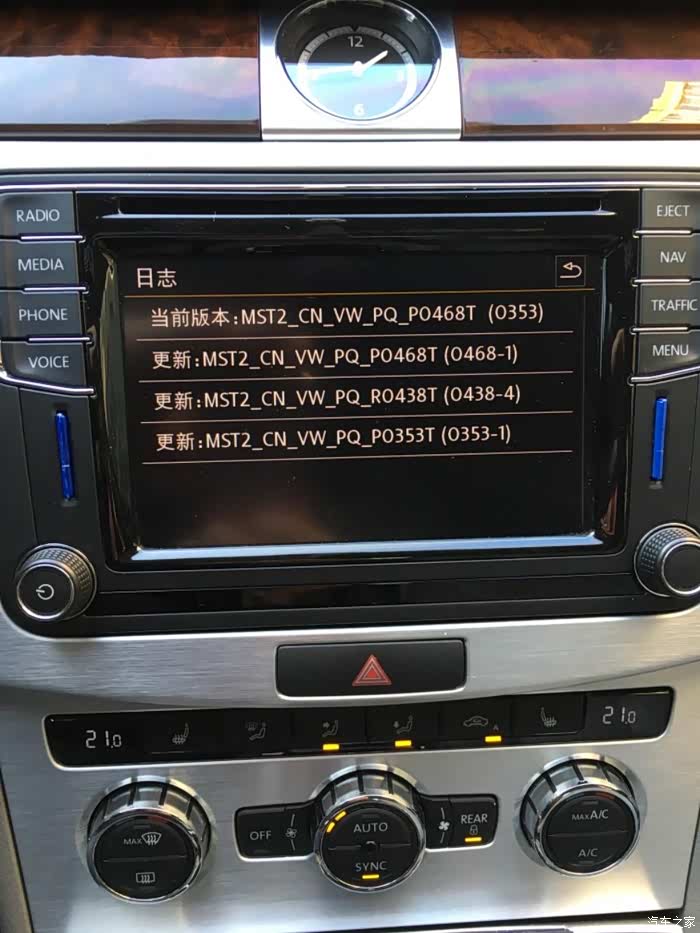 12
6
RADIO
MEDIA
PHONE
VOICE
EJECT
NAV
TRAFFIC
MENU
日志
当前版本:MST2_CN_VW_PQ_P0468T (0353)
更新:MST2_CN_VW_PQ_P0468T (0468-1)
更新:MST2_CN_VW_PQ_R0438T (0438-4)
更新:MST2_CN_VW_PQ_P0353T (0353-1)
21.0
A
21.0
MAX
OFF
AUTO
SYNC
REAR
MAX A/C
A/C
汽车之家